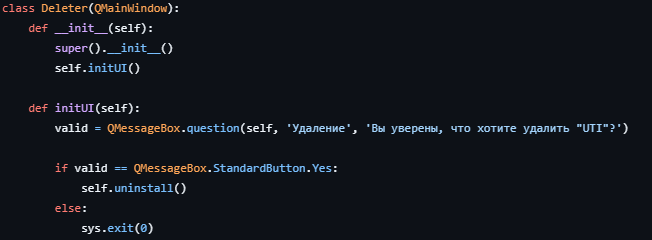 class Deleter(QMainWindow):
    def __init__(self):
        super().__init__()
        self.initUI()

    def initUI(self):
        valid = QMessageBox.question(self, 'Удаление', 'Вы уверены, что хотите удалить "UTI"?')

        if valid == QMessageBox.StandardButton.Yes:
            self.uninstall()
        else:
            sys.exit(0)